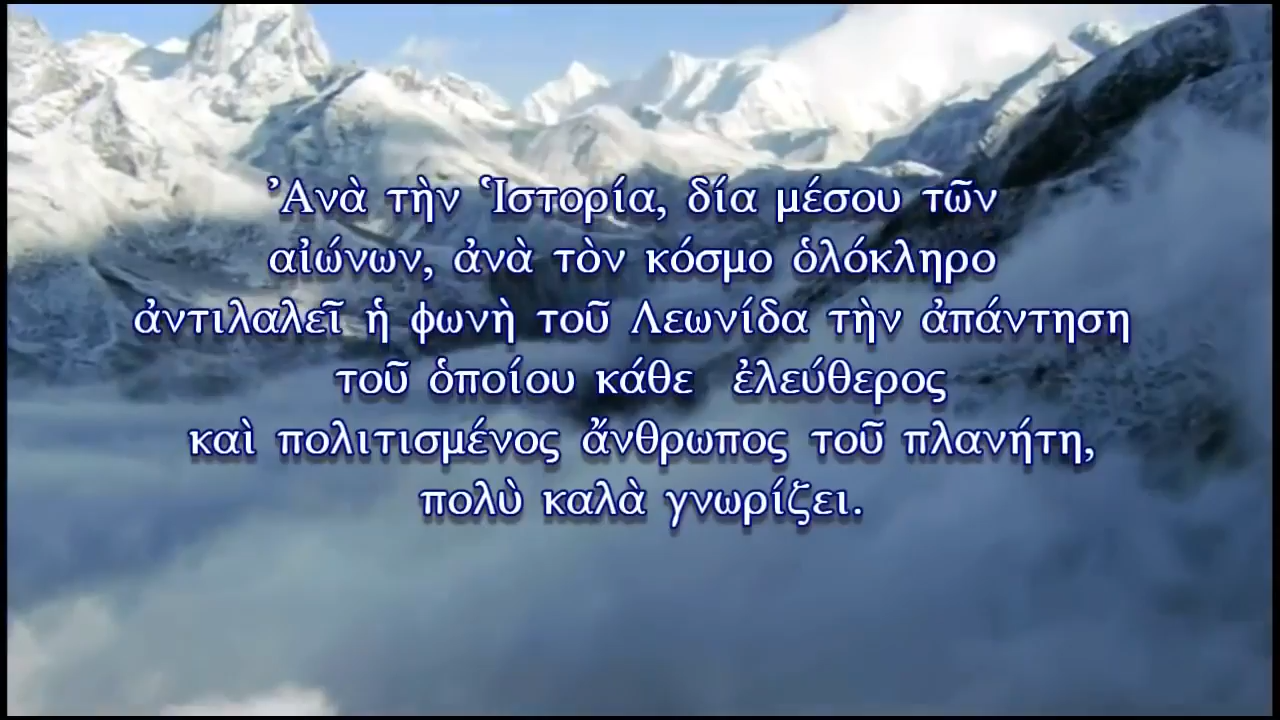 Ἀνὰ τὴν Ἱστορία, δία μέσου τῶν
αἰώνων, ἀνὰ τὸν κόσμο ὁλόκληρο
ἀντιλαλεῖ ἡ φωνὴ τοῦ Λεωνίδα τὴν ἀπάντηση
τοῦ ὁποίου κάθε ἐλεύθερος
καὶ πολιτισμένος ἄνθρωπος τοῦ πλανήτη,
πολὺ καλὰ γνωρίζει.